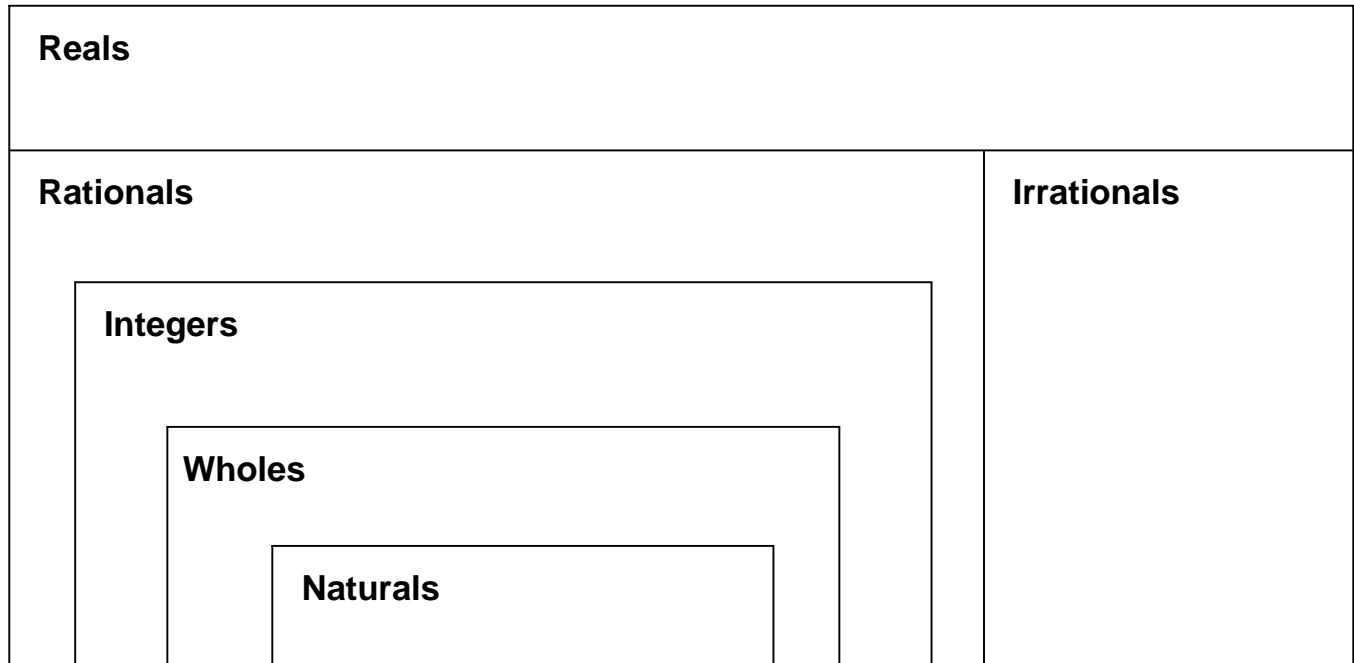 Reals
Rationals
Irrationals
Integers
Wholes
Naturals